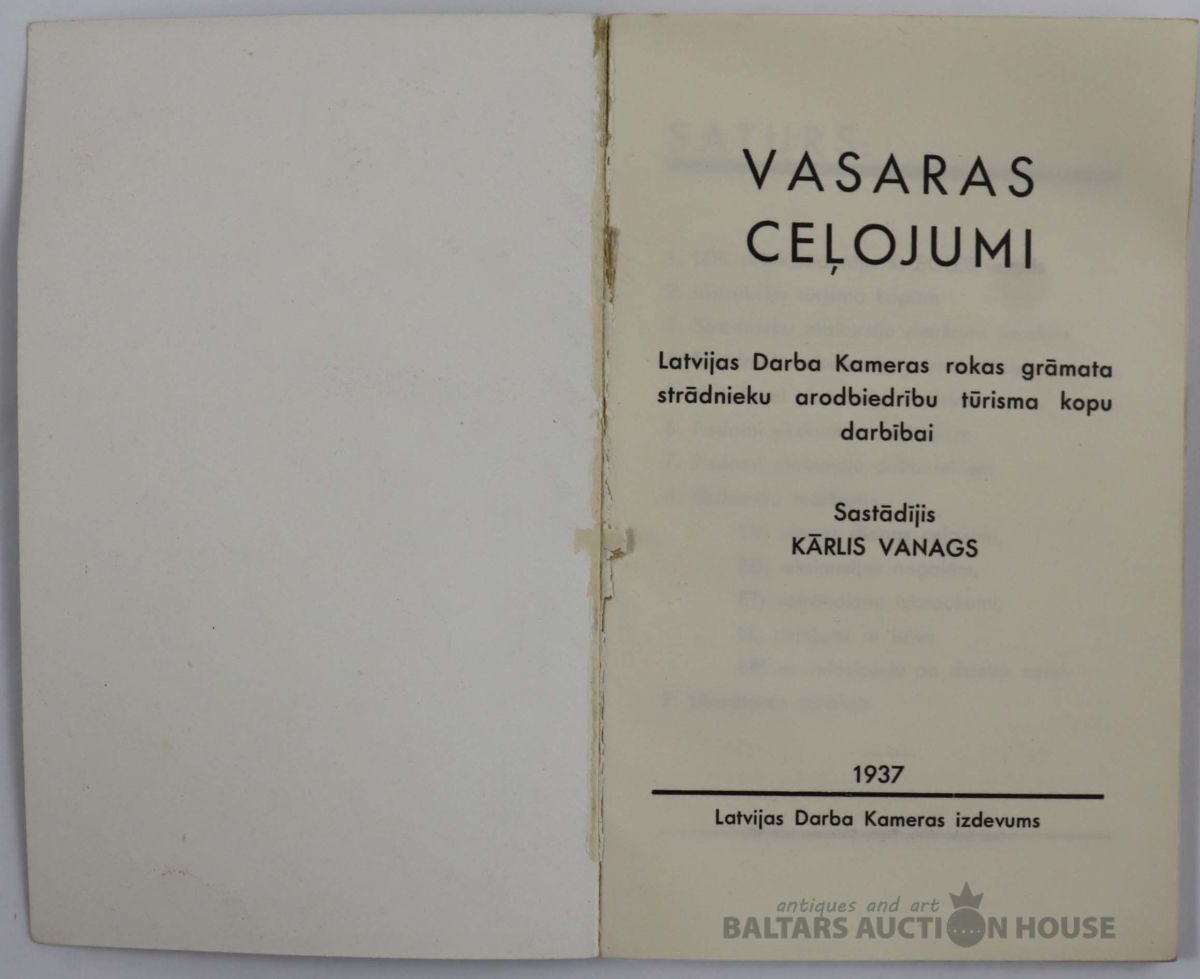 VASARAS
CEĻOJUMI
Latvijas Darba Kameras rokas grāmata
strādnieku arodbiedrību tūrisma kopu
darbībai
Sastādījis
KĀRLIS VANAGS
1937
Latvijas Darba Kameras izdevums
antiques and art
BALTARS AUCTION HOUSE